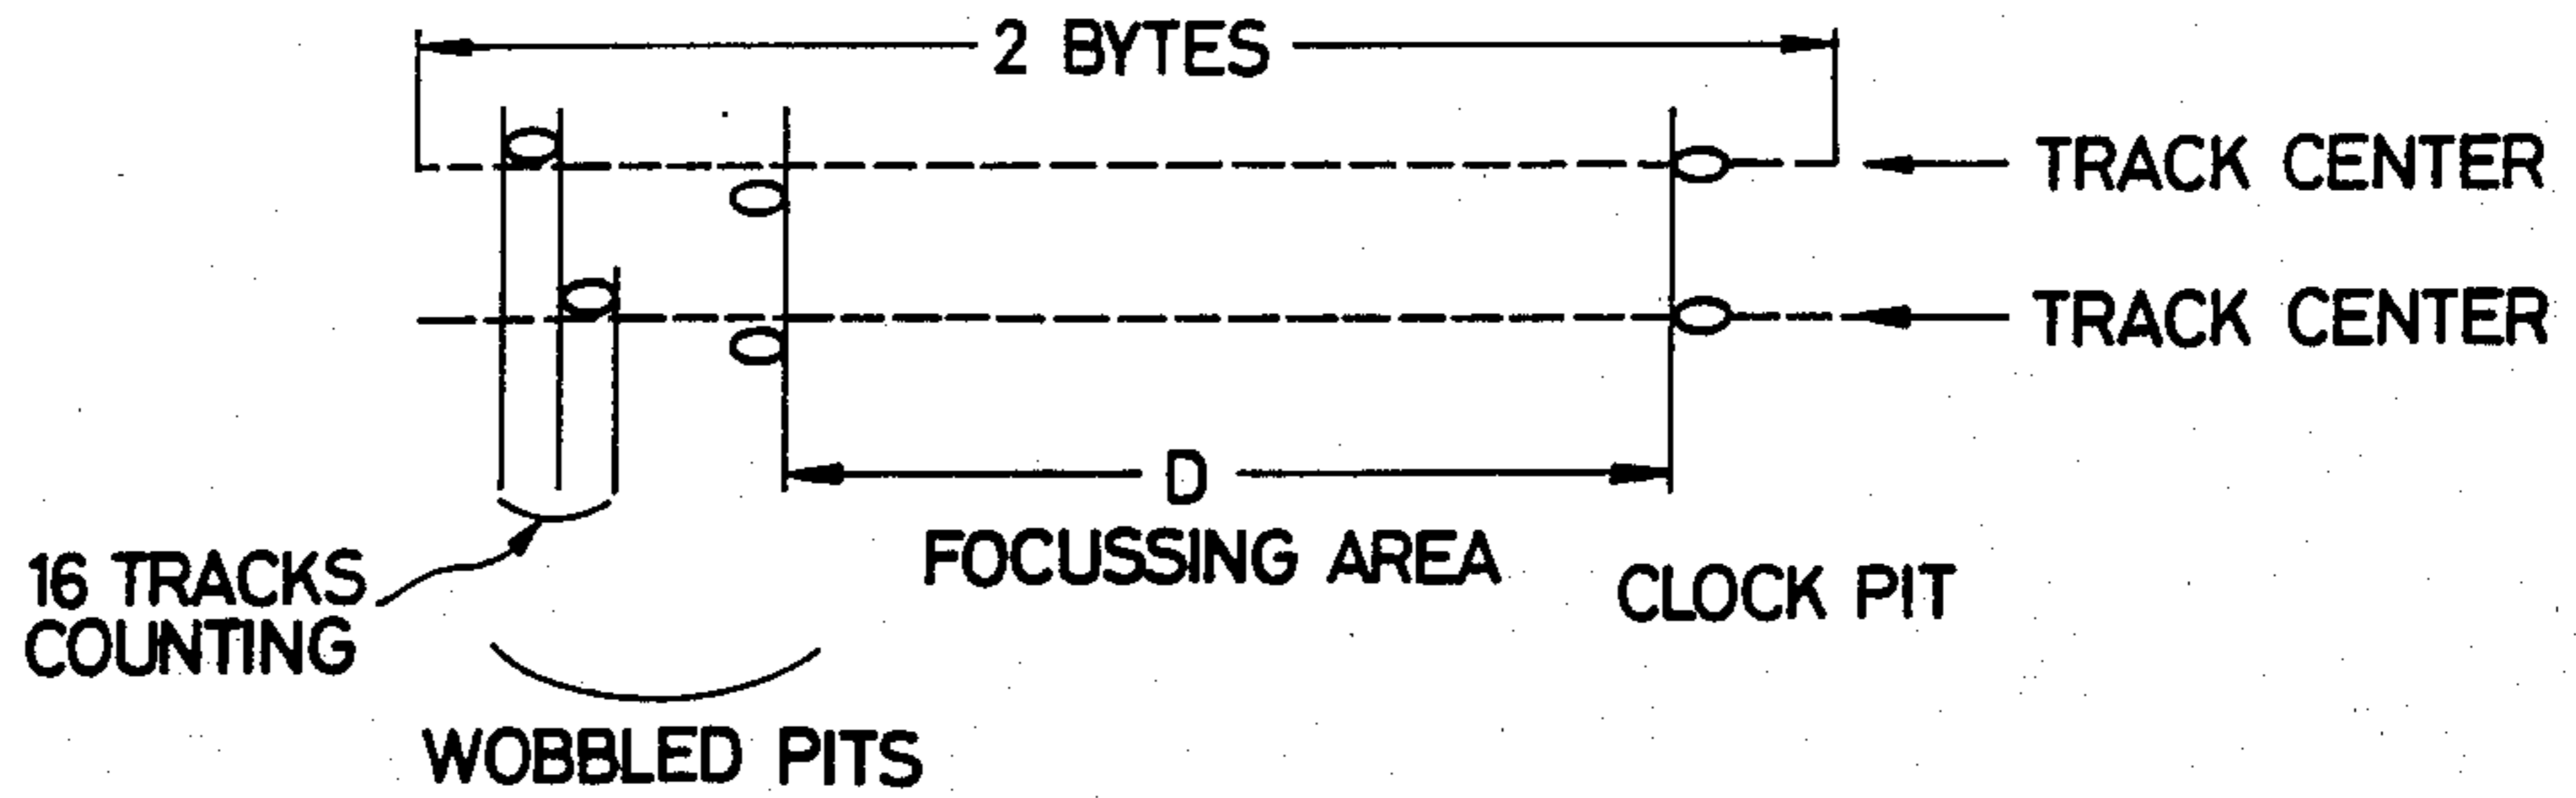 2 BYTES
TRACK CENTER
TRACK CENTER
D
FOCUSSING AREA
CLOCK PIT
16 TRACKS
COUNTING
WOBBLED PITS